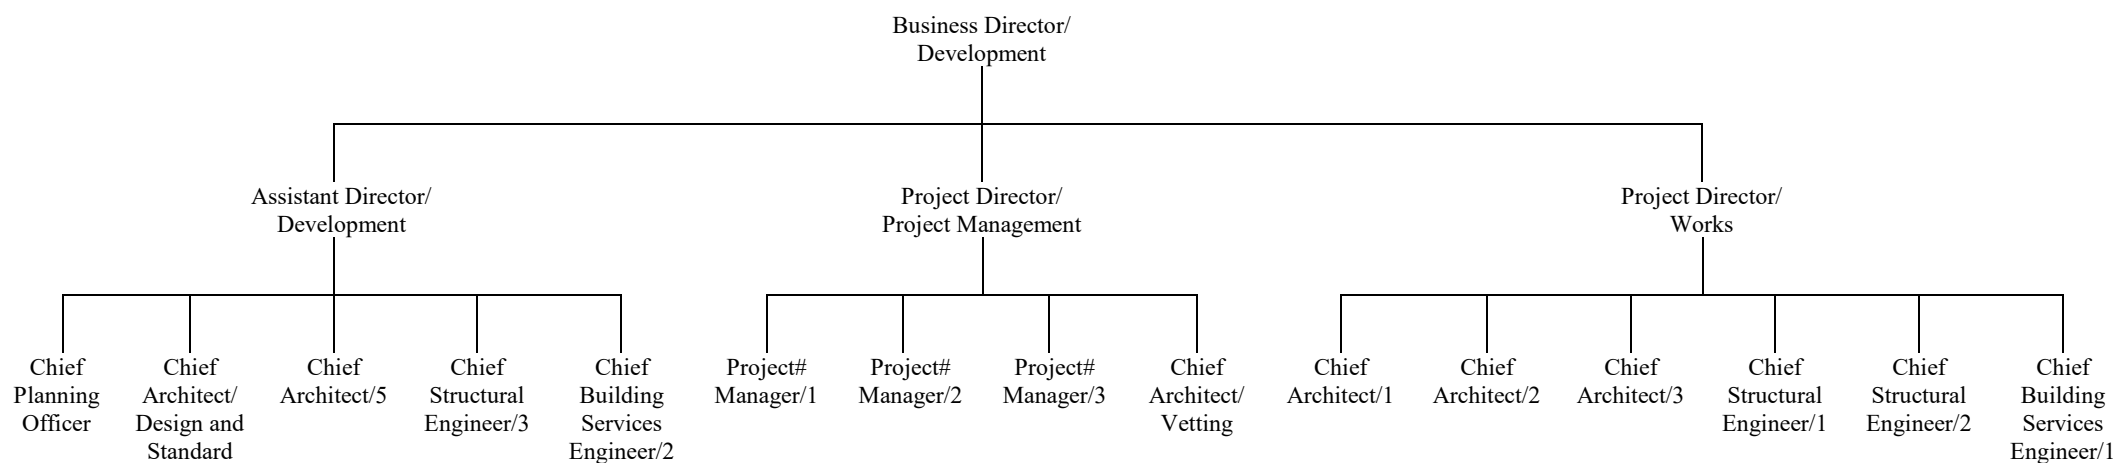 Business Director/
Development
Assistant Director/
Development
Project Director/
Project Management
Project Director/
Works
Chief
Planning
Officer
Chief
Architect/
Design and
Standard
Chief
Architect/5
Chief
Structural
Engineer/3
Chief
Building
Services
Engineer/2
Project#
Manager/1
Project#
Manager/2
Project#
Manager/3
Chief
Architect/
Vetting
Chief
Architect/1
Chief
Architect/2
Chief
Architect/3
Chief
Structural
Engineer/1
Chief
Structural
Engineer/2
Chief
Building
Services
Engineer/1